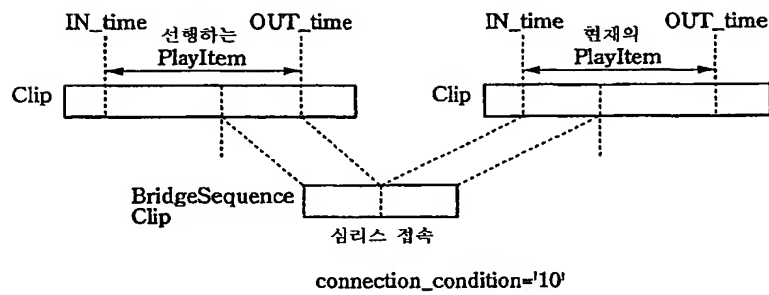 IN_time 선행하는 OUT_time
PlayItem
Clip
IN_time 현재의 OUT_time
PlayItem
Clip
BridgeSequence
Clip
심리스 접속
connection_condition='10'